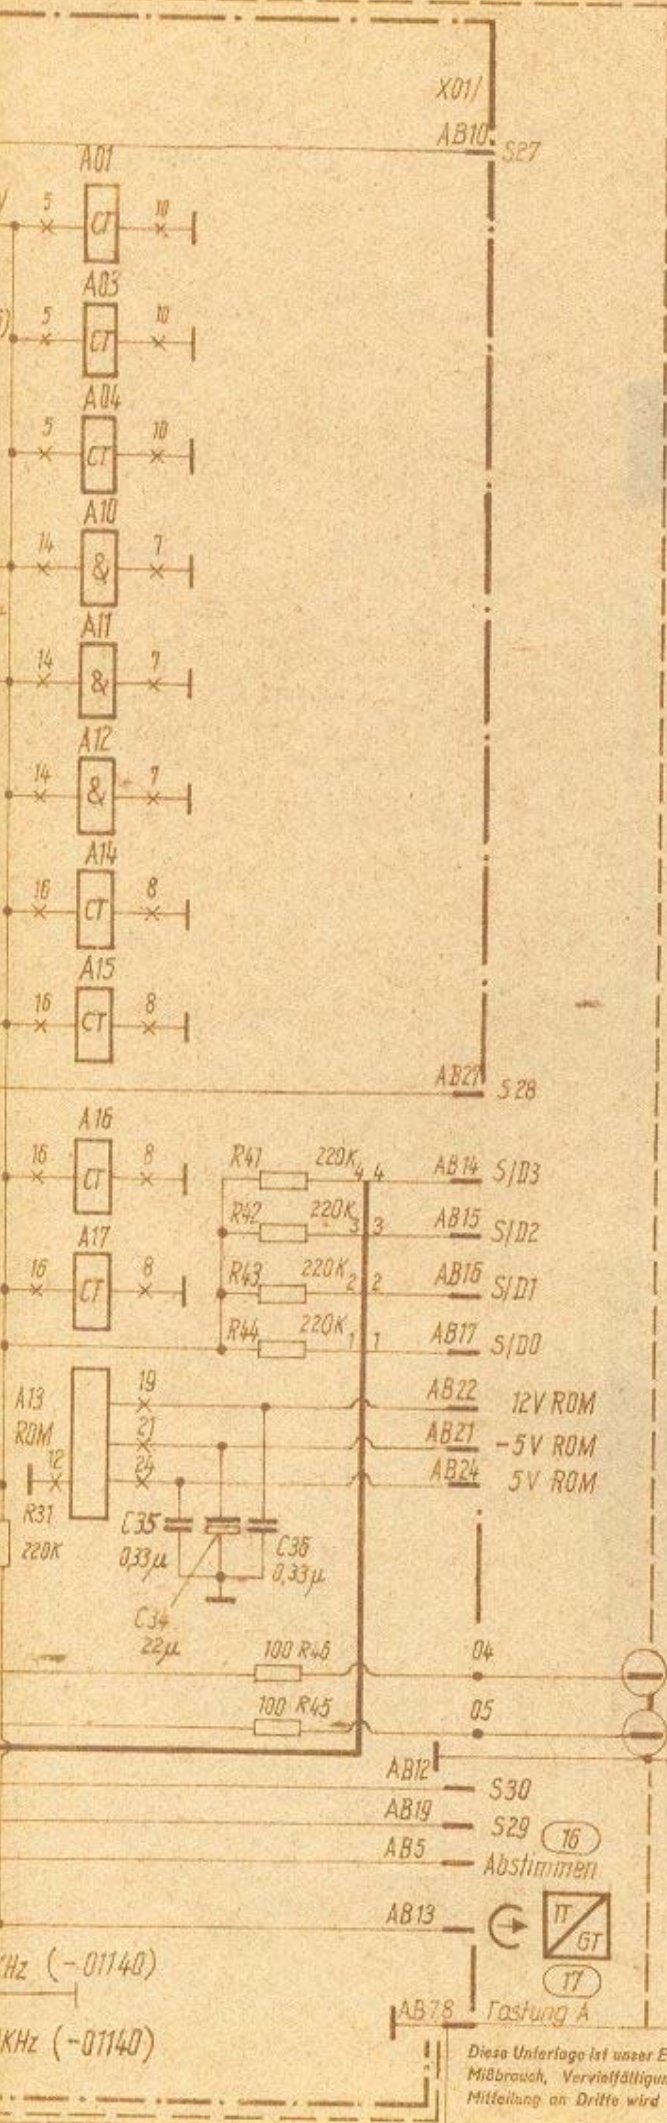 X01/
AB10 S27
A01
5 CT 10
A03
5 CT 10
A04
5 CT 10
A10
14 & 7
A11
14 & 7
A12
14 & 7
A14
16 CT 8
A15
16 CT 8
AB27 S28
A16
16 CT 8
R41 220K 4 4 AB14 S/D3
R42 220K 3 3 AB15 S/D2
A17
16 CT 8
R43 220K 2 2 AB16 S/D1
R44 220K 1 1 AB17 S/D0
A13
ROM
19 AB22 12V ROM
21 AB21 -5V ROM
12 24 AB24 5V ROM
R31
220K
C35
0,33µ
C36
0,33µ
C34
22µ
100 R46 04
100 R45 05
AB12 S30
AB19 S29 16
AB5 Abstimmen
AB13 TT
GT
17
KHz (-01140)
AB78 Tastung A
KHz (-01140)
Diese Unterlage ist unser E
Mißbrauch, Vervielfältigun
Mitteilung an Dritte wird